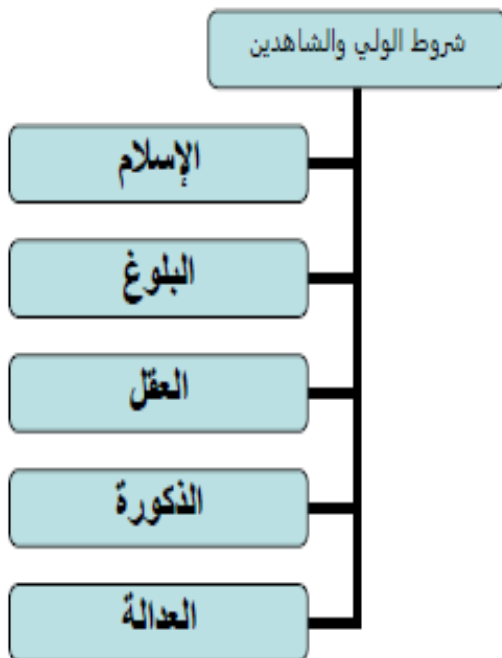 شروط الولي والشاهدين
الإسلام
البلوغ
العقل
الذكورة
العدالة